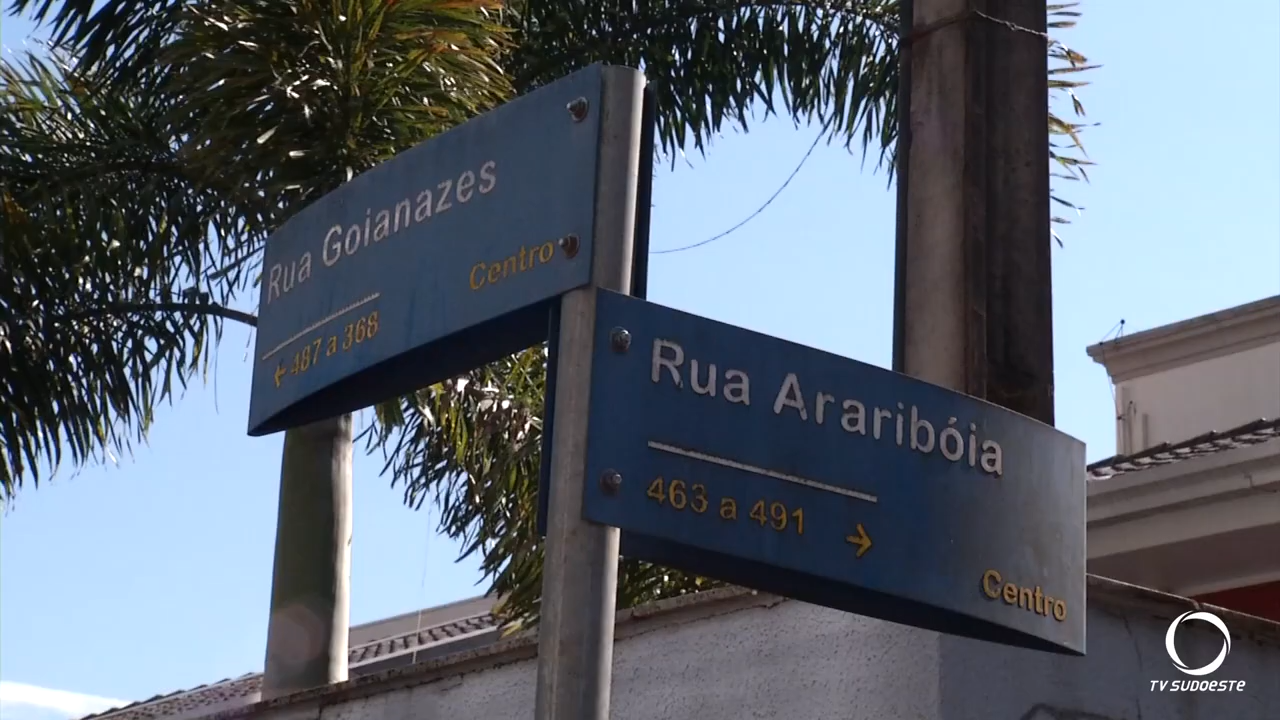 Rua Goianazes
Centro
← 487 a 368
Rua Araribóia
463 a 491 →
Centro
TV SUDOESTE